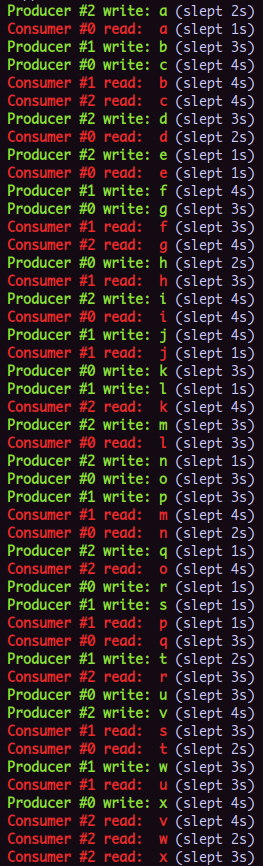 Producer #2 write: a (slept 2s)
Consumer #0 read:  a (slept 1s)
Producer #1 write: b (slept 3s)
Producer #0 write: c (slept 4s)
Consumer #1 read:  b (slept 4s)
Consumer #2 read:  c (slept 4s)
Producer #2 write: d (slept 3s)
Consumer #0 read:  d (slept 2s)
Producer #2 write: e (slept 1s)
Consumer #0 read:  e (slept 1s)
Producer #1 write: f (slept 4s)
Producer #0 write: g (slept 3s)
Consumer #1 read:  f (slept 3s)
Consumer #2 read:  g (slept 4s)
Producer #0 write: h (slept 2s)
Consumer #1 read:  h (slept 3s)
Producer #2 write: i (slept 4s)
Consumer #0 read:  i (slept 4s)
Producer #1 write: j (slept 4s)
Consumer #1 read:  j (slept 1s)
Producer #0 write: k (slept 3s)
Producer #1 write: l (slept 1s)
Consumer #2 read:  k (slept 4s)
Producer #2 write: m (slept 3s)
Consumer #0 read:  l (slept 3s)
Producer #2 write: n (slept 1s)
Producer #0 write: o (slept 3s)
Producer #1 write: p (slept 3s)
Consumer #1 read:  m (slept 4s)
Consumer #0 read:  n (slept 2s)
Producer #2 write: q (slept 1s)
Consumer #2 read:  o (slept 4s)
Producer #0 write: r (slept 1s)
Producer #1 write: s (slept 1s)
Consumer #1 read:  p (slept 1s)
Consumer #0 read:  q (slept 3s)
Producer #1 write: t (slept 2s)
Consumer #2 read:  r (slept 3s)
Producer #0 write: u (slept 3s)
Producer #2 write: v (slept 4s)
Consumer #1 read:  s (slept 3s)
Consumer #0 read:  t (slept 2s)
Producer #1 write: w (slept 3s)
Consumer #1 read:  u (slept 3s)
Producer #0 write: x (slept 4s)
Consumer #2 read:  v (slept 4s)
Consumer #2 read:  w (slept 2s)
Consumer #2 read:  x (slept 3s)